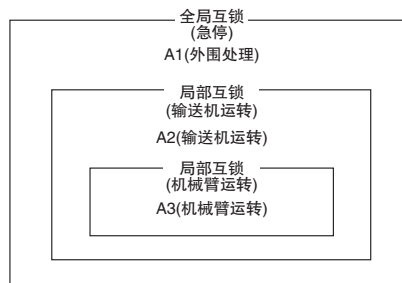 全局互锁
(急停)
A1(外围处理)
局部互锁
(输送机运转)
A2(输送机运转)
局部互锁
(机械臂运转)
A3(机械臂运转)